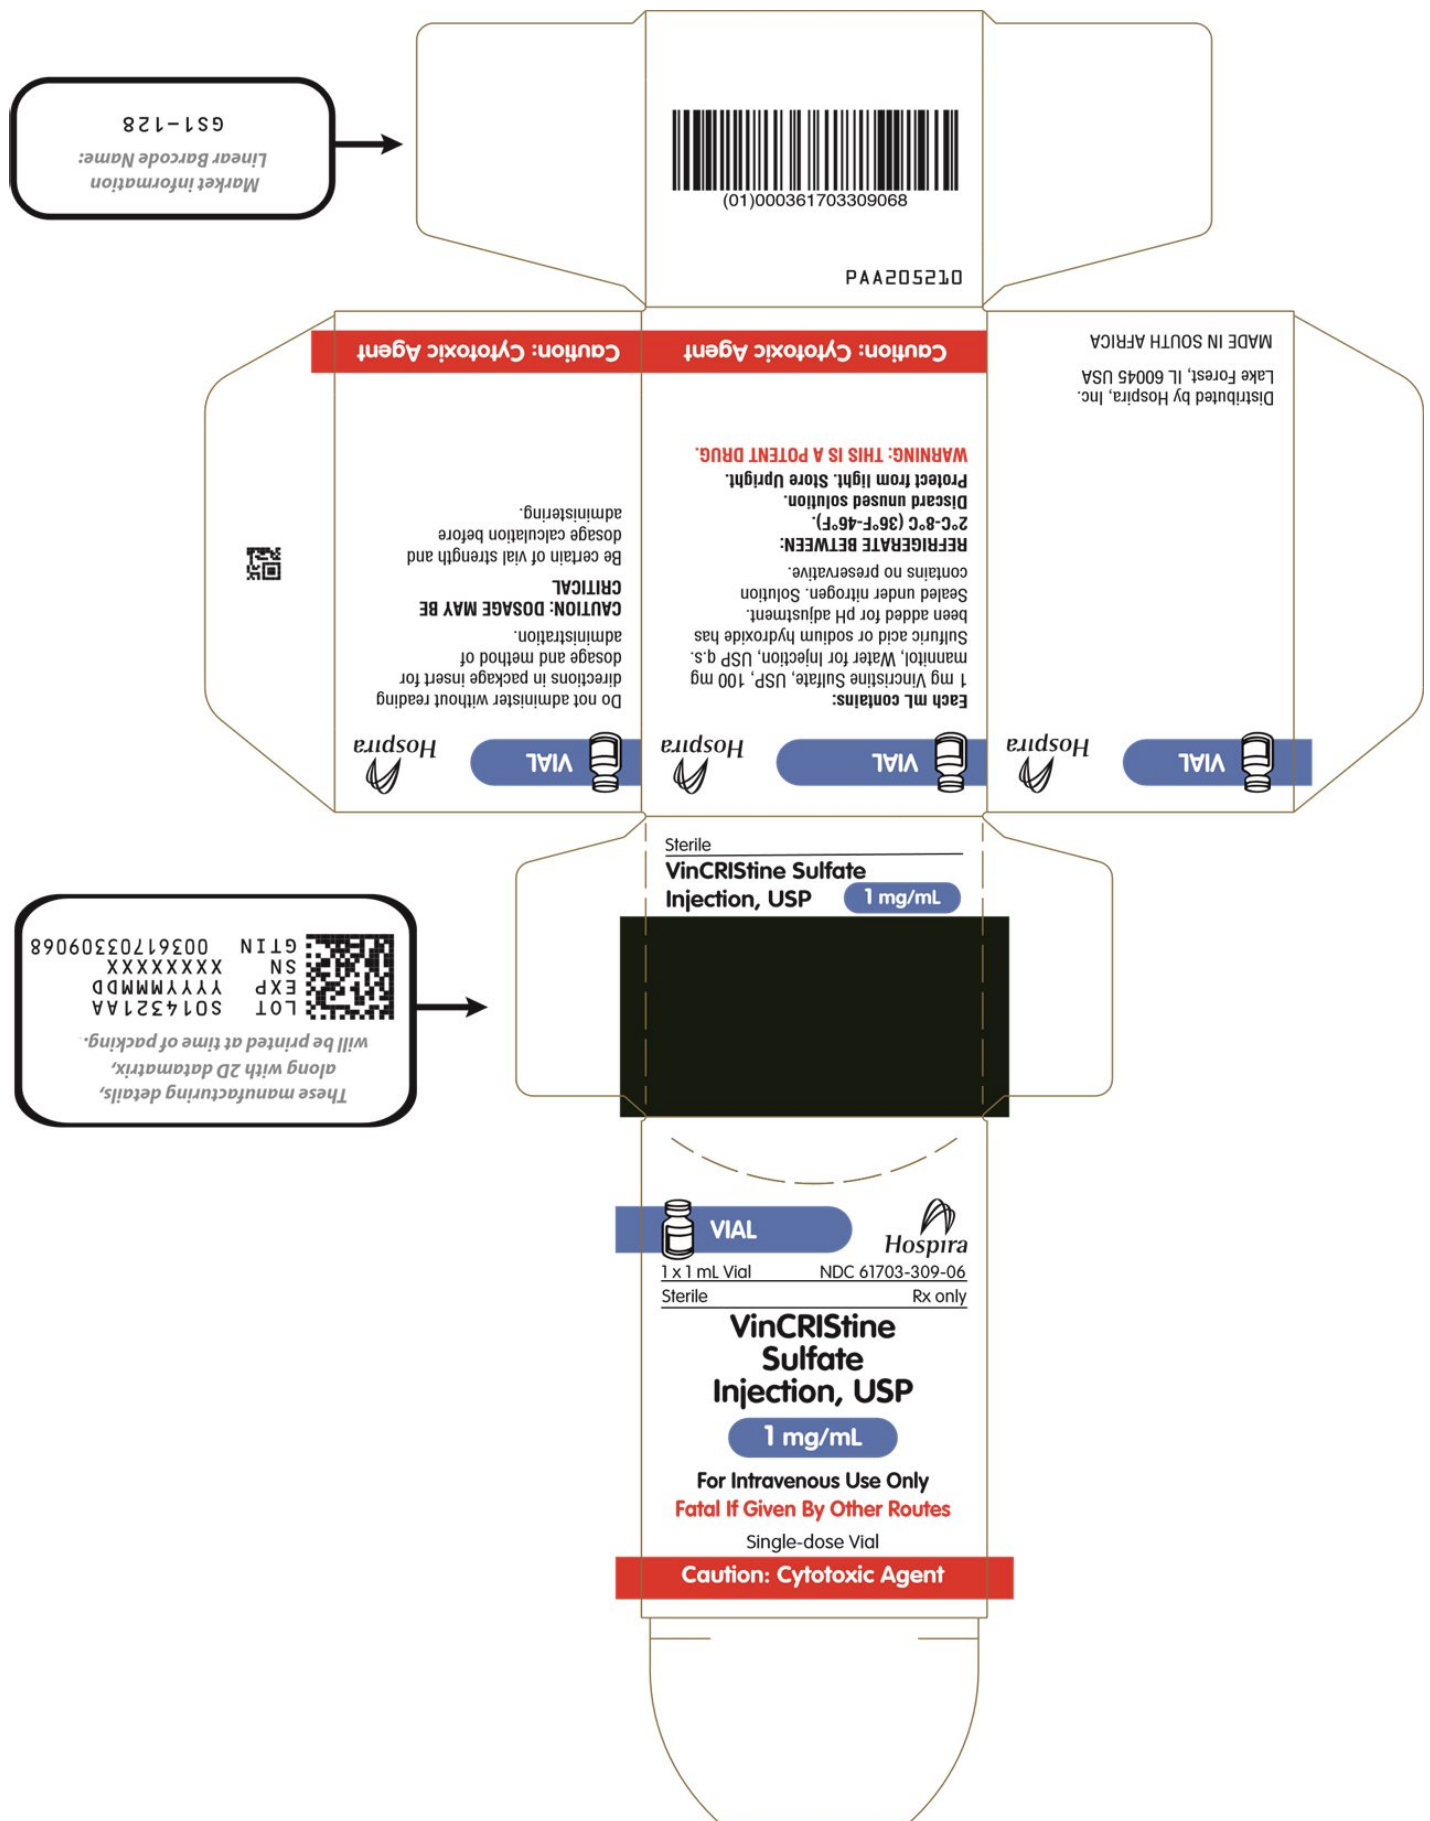 Market information
Linear Barcode Name:
GS1-128
(01)000361703309068
PAA205210
Caution: Cytotoxic Agent
VIAL
Hospira
Do not administer without reading
directions in package insert for
dosage and method of
administration.
CAUTION: DOSAGE MAY BE
CRITICAL
Be certain of vial strength and
dosage calculation before
administering.
Caution: Cytotoxic Agent
VIAL
Hospira
Each mL contains:
1 mg Vincristine Sulfate, USP, 100 mg
mannitol, Water for Injection, USP q.s.
Sulfuric acid or sodium hydroxide has
been added for pH adjustment.
Sealed under nitrogen. Solution
contains no preservative.
REFRIGERATE BETWEEN:
2°C-8°C (36°F-46°F).
Discard unused solution.
Protect from light. Store Upright.
WARNING: THIS IS A POTENT DRUG.
VIAL
Hospira
Distributed by Hospira, Inc.
Lake Forest, IL 60045 USA
MADE IN SOUTH AFRICA
Sterile
VinCRIStine Sulfate
Injection, USP 1 mg/mL
These manufacturing details,
along with 2D datamatrix,
will be printed at time of packing.
LOT SO14321AA
EXP YYYYMMMDD
SN XXXXXXXXX
GTIN 00361703309068
VIAL
Hospira
1 x 1 mL Vial NDC 61703-309-06
Sterile Rx only
VinCRIStine
Sulfate
Injection, USP
1 mg/mL
For Intravenous Use Only
Fatal If Given By Other Routes
Single-dose Vial
Caution: Cytotoxic Agent